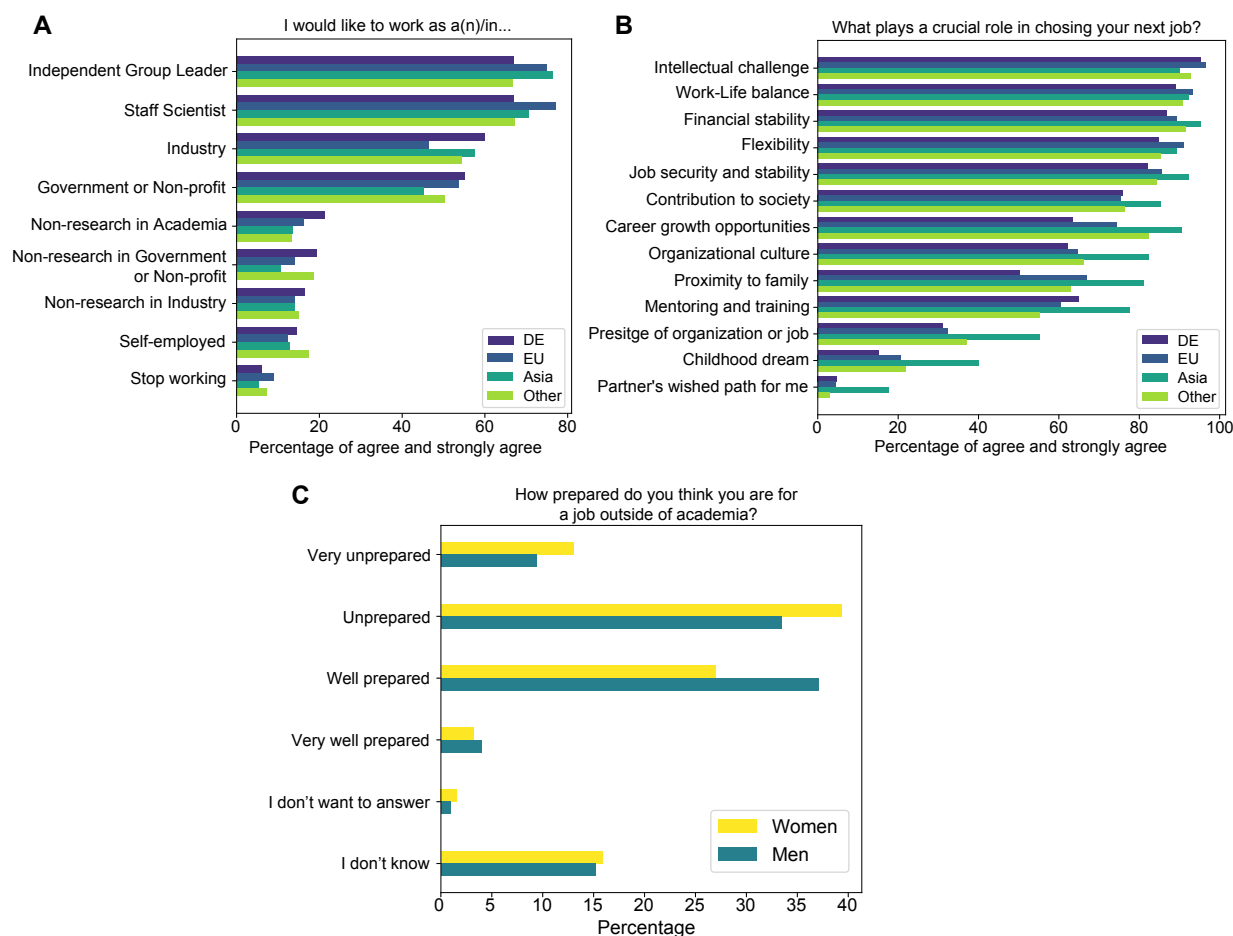 A
I would like to work as a(n)/in...
Independent Group Leader
Staff Scientist
Industry
Government or Non-profit
Non-research in Academia
Non-research in Government
or Non-profit
Non-research in Industry
Self-employed
Stop working
DE
EU
Asia
Other
0 20 40 60 80
Percentage of agree and strongly agree
B
What plays a crucial role in chosing your next job?
Intellectual challenge
Work-Life balance
Financial stability
Flexibility
Job security and stability
Contribution to society
Career growth opportunities
Organizational culture
Proximity to family
Mentoring and training
Presitge of organization or job
Childhood dream
Partner's wished path for me
DE
EU
Asia
Other
0 20 40 60 80 100
Percentage of agree and strongly agree
C
How prepared do you think you are for
a job outside of academia?
Very unprepared
Unprepared
Well prepared
Very well prepared
I don’t want to answer
I don’t know
Women
Men
0 5 10 15 20 25 30 35 40
Percentage